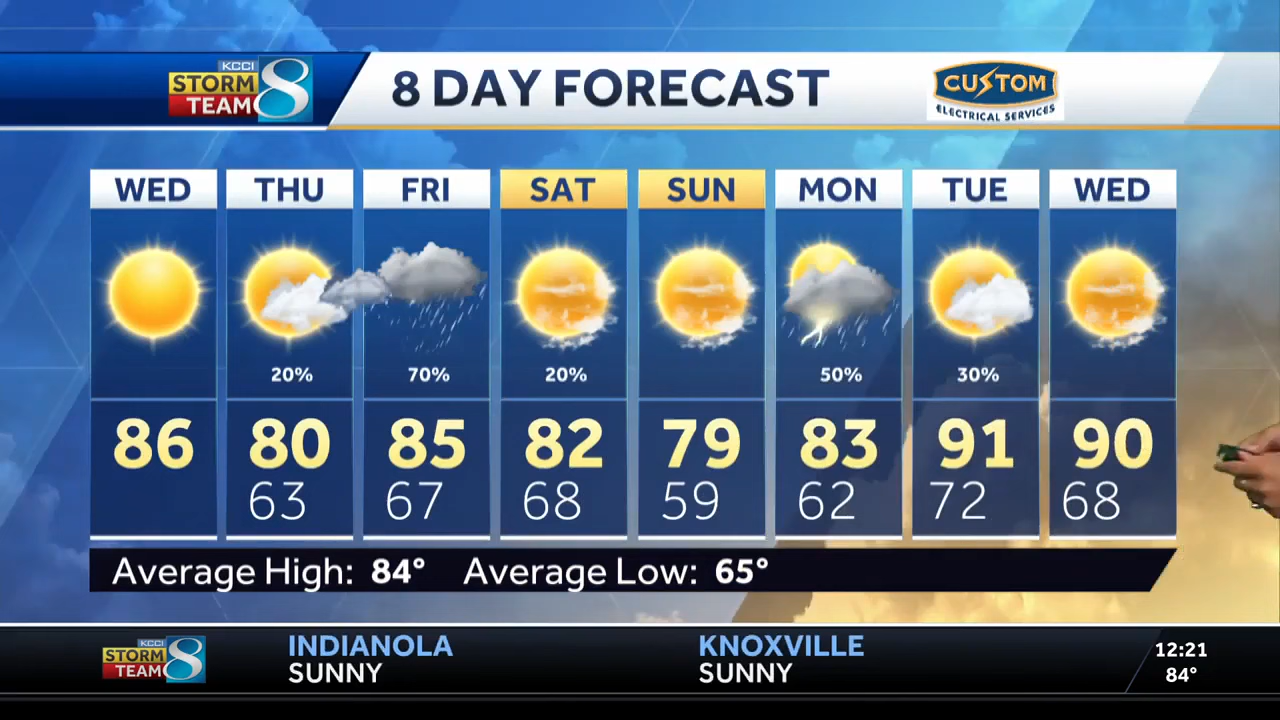 KCCI
STORM
TEAM 8
8 DAY FORECAST
CUSTOM
ELECTRICAL SERVICES
WED THU FRI SAT SUN MON TUE WED
20% 70% 20% 50% 30%
86 80 85 82 79 83 91 90
63 67 68 59 62 72 68
Average High: 84° Average Low: 65°
KCCI
STORM
TEAM 8
INDIANOLA
SUNNY
KNOXVILLE
SUNNY
12:21
84°